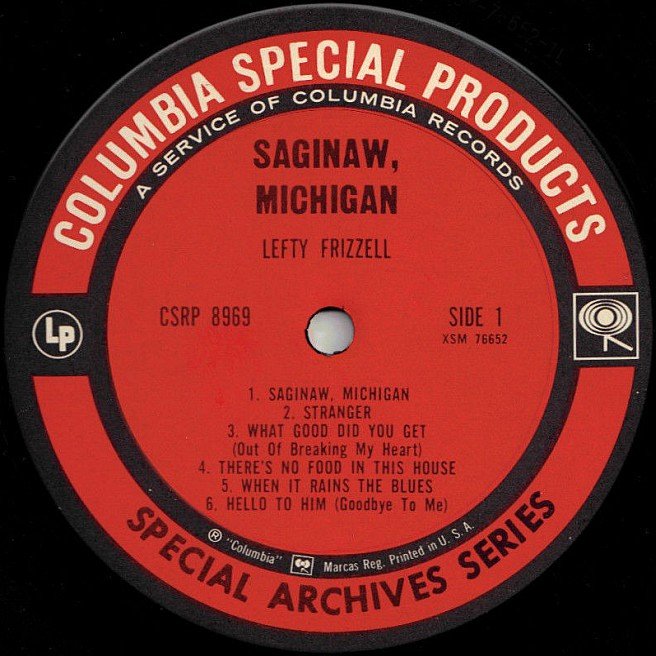 COLUMBIA SPECIAL PRODUCTS
A SERVICE OF COLUMBIA RECORDS
SAGINAW,
MICHIGAN
LEFTY FRIZZELL
CSRP 8969
SIDE 1
XSM 76652
LP
1. SAGINAW, MICHIGAN
2. STRANGER
3. WHAT GOOD DID YOU GET
(Out Of Breaking My Heart)
4. THERE'S NO FOOD IN THIS HOUSE
5. WHEN IT RAINS THE BLUES
6. HELLO TO HIM (Goodbye To Me)
® "Columbia" Marcas Reg. Printed in U. S. A.
SPECIAL ARCHIVES SERIES